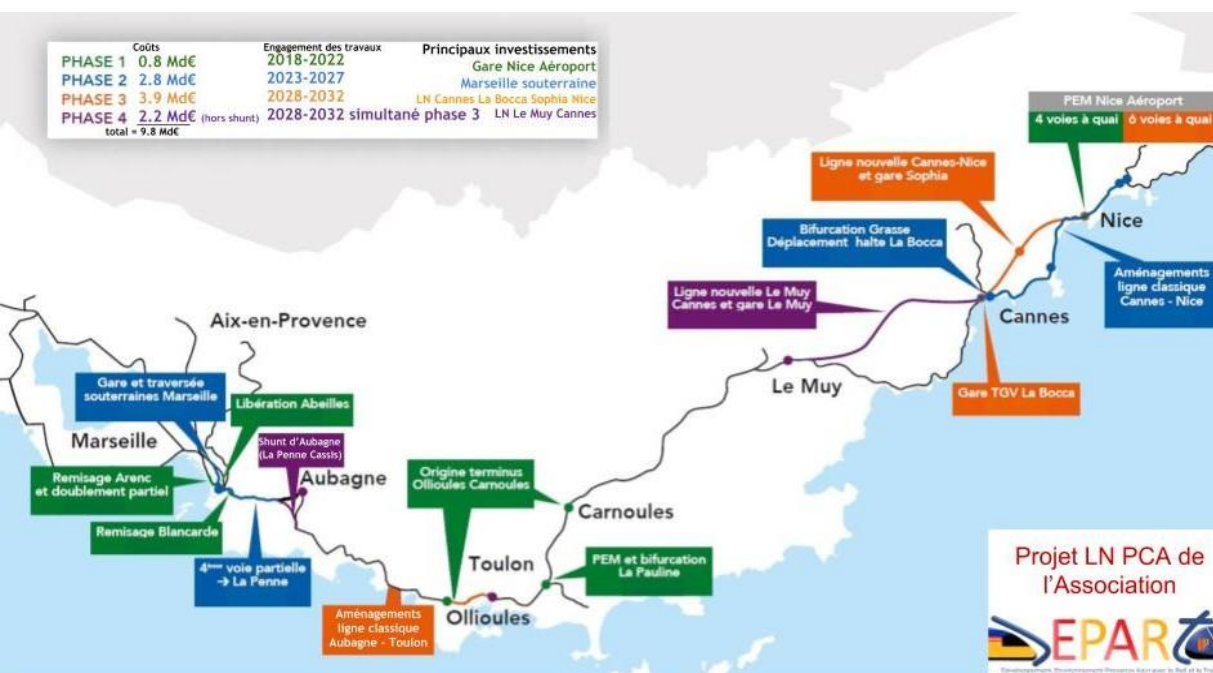 Coûts Engagement des travaux Principaux investissements
PHASE 1 0.8 Md€ 2018-2022 Gare Nice Aéroport
PHASE 2 2.8 Md€ 2023-2027 Marseille souterraine
PHASE 3 3.9 Md€ 2028-2032 LN Cannes La Bocca Sophia Nice
PHASE 4 2.2 Md€ (hors shunt) 2028-2032 simultané phase 3 LN Le Muy Cannes
total = 9.8 Md€
PEM Nice Aéroport
4 voies à quai 6 voies à quai
Ligne nouvelle Cannes-Nice
et gare Sophia
Nice
Bifurcation Grasse
Déplacement halte La Bocca
Aménagements
ligne classique
Cannes - Nice
Ligne nouvelle Le Muy
Cannes et gare Le Muy
Cannes
Aix-en-Provence
Le Muy
Gare TGV La Bocca
Gare et traversée
souterraines Marseille
Libération Abeilles
Marseille
Shunt d'Aubagne
(La Penne Cassis)
Aubagne
Remisage Arenc
et doublement partiel
Origine terminus
Ollioules Carnoules
Carnoules
Remisage Blancarde
4ème voie partielle
→ La Penne
Toulon
PEM et bifurcation
La Pauline
Aménagements
ligne classique
Aubagne - Toulon
Ollioules
Projet LN PCA de
l'Association
DEPART